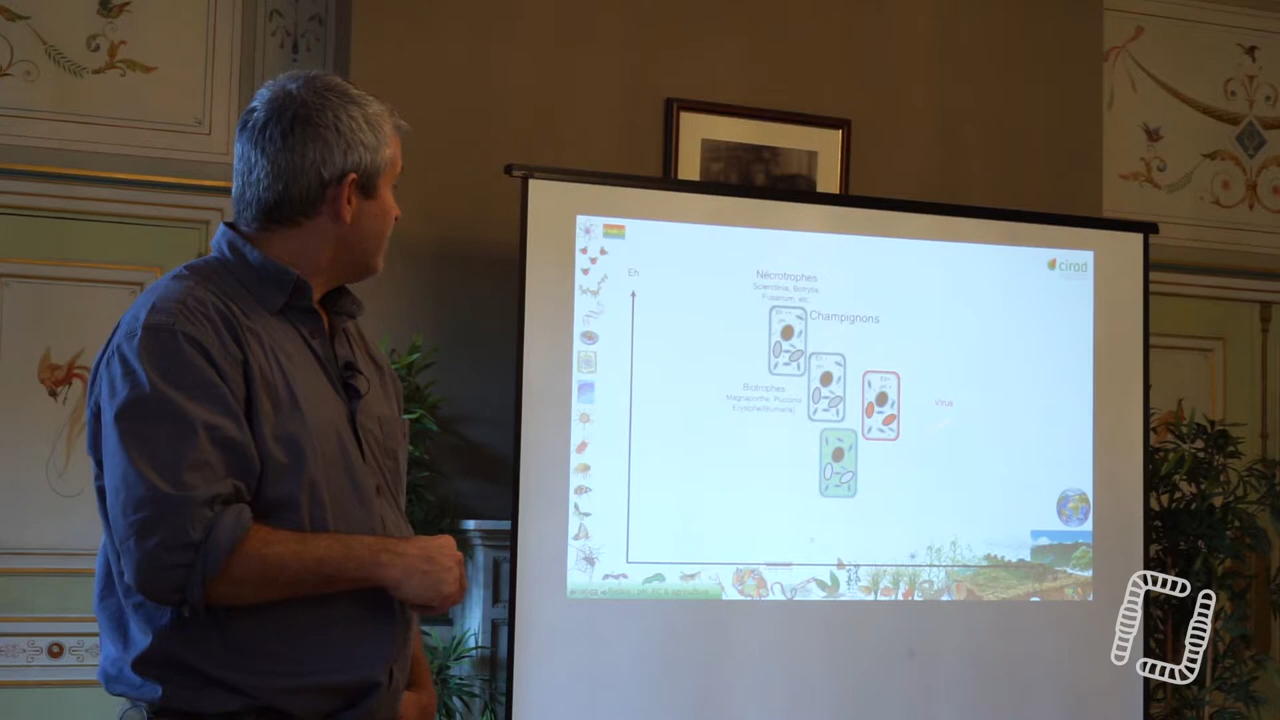 cirad
Eh
Nécrotrophes
Sclerotinia, Botrytis,
Fusarium, etc.
Champignons
Biotrophes
Magnaporthe, Puccinia
Virus